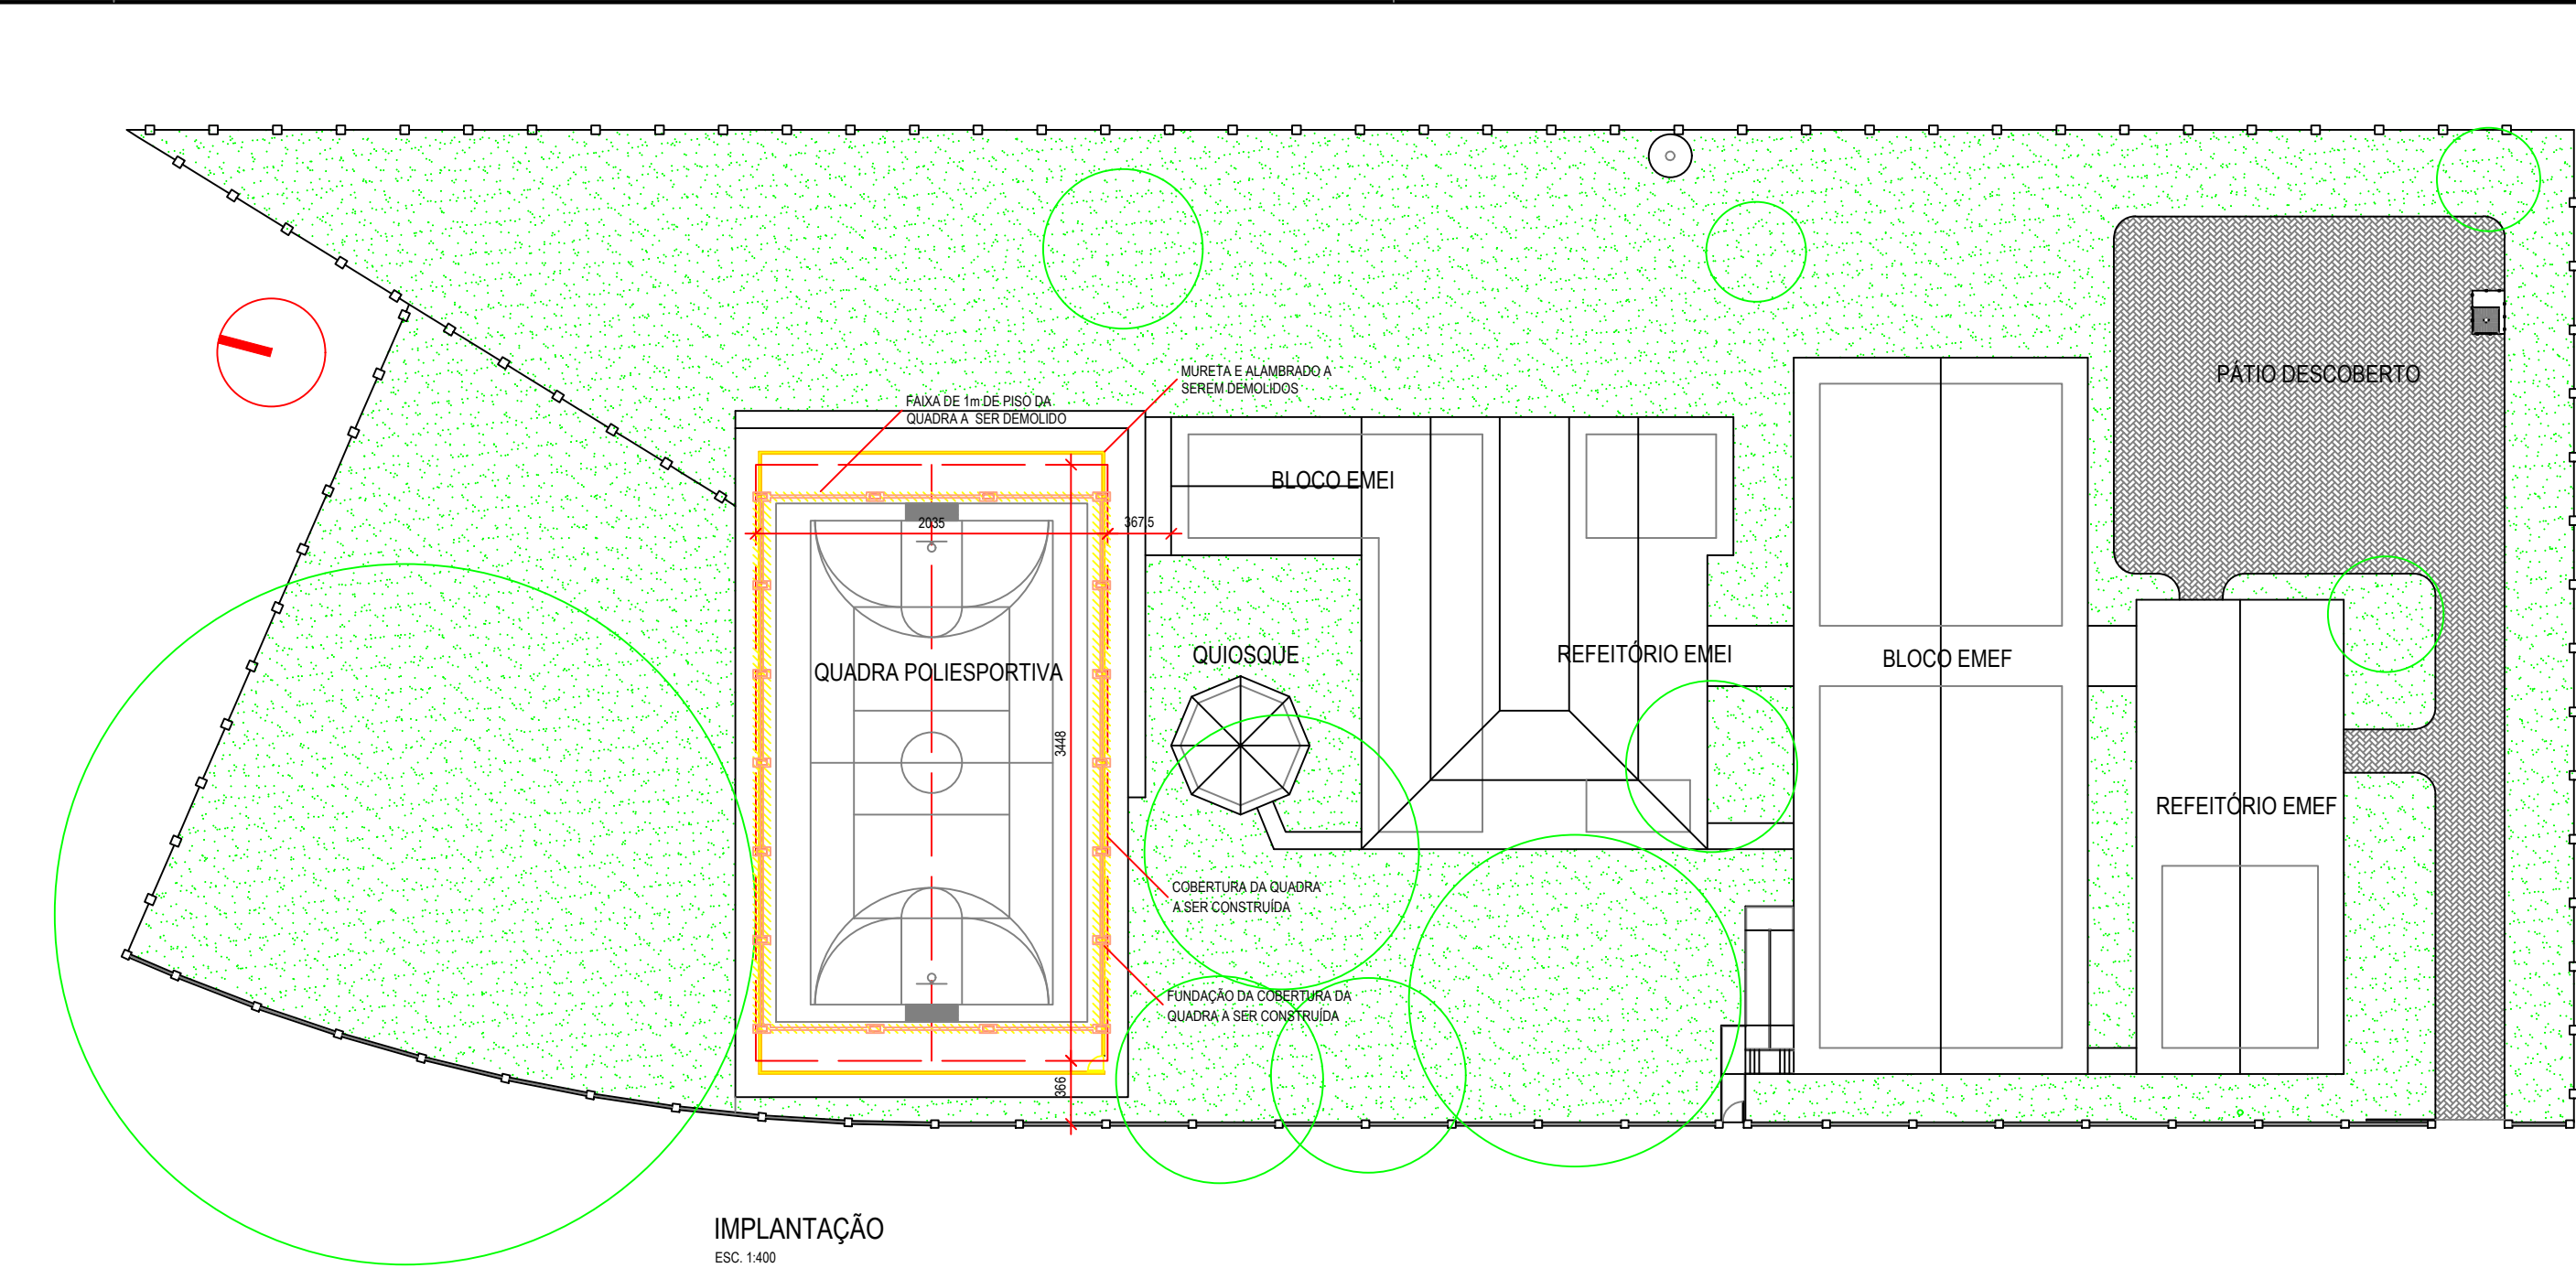 MURETA E ALAMBRADO A
SEREM DEMOLIDOS
FAIXA DE 1m DE PISO DA
QUADRA A SER DEMOLIDO
PÁTIO DESCOBERTO
BLOCO EMEI
2035
367.5
QUIOSQUE
REFEITÓRIO EMEI
BLOCO EMEF
QUADRA POLIESPORTIVA
3448
REFEITÓRIO EMEF
COBERTURA DA QUADRA
A SER CONSTRUÍDA
FUNDAÇÃO DA COBERTURA DA
QUADRA A SER CONSTRUÍDA
366
IMPLANTAÇÃO
ESC. 1:400